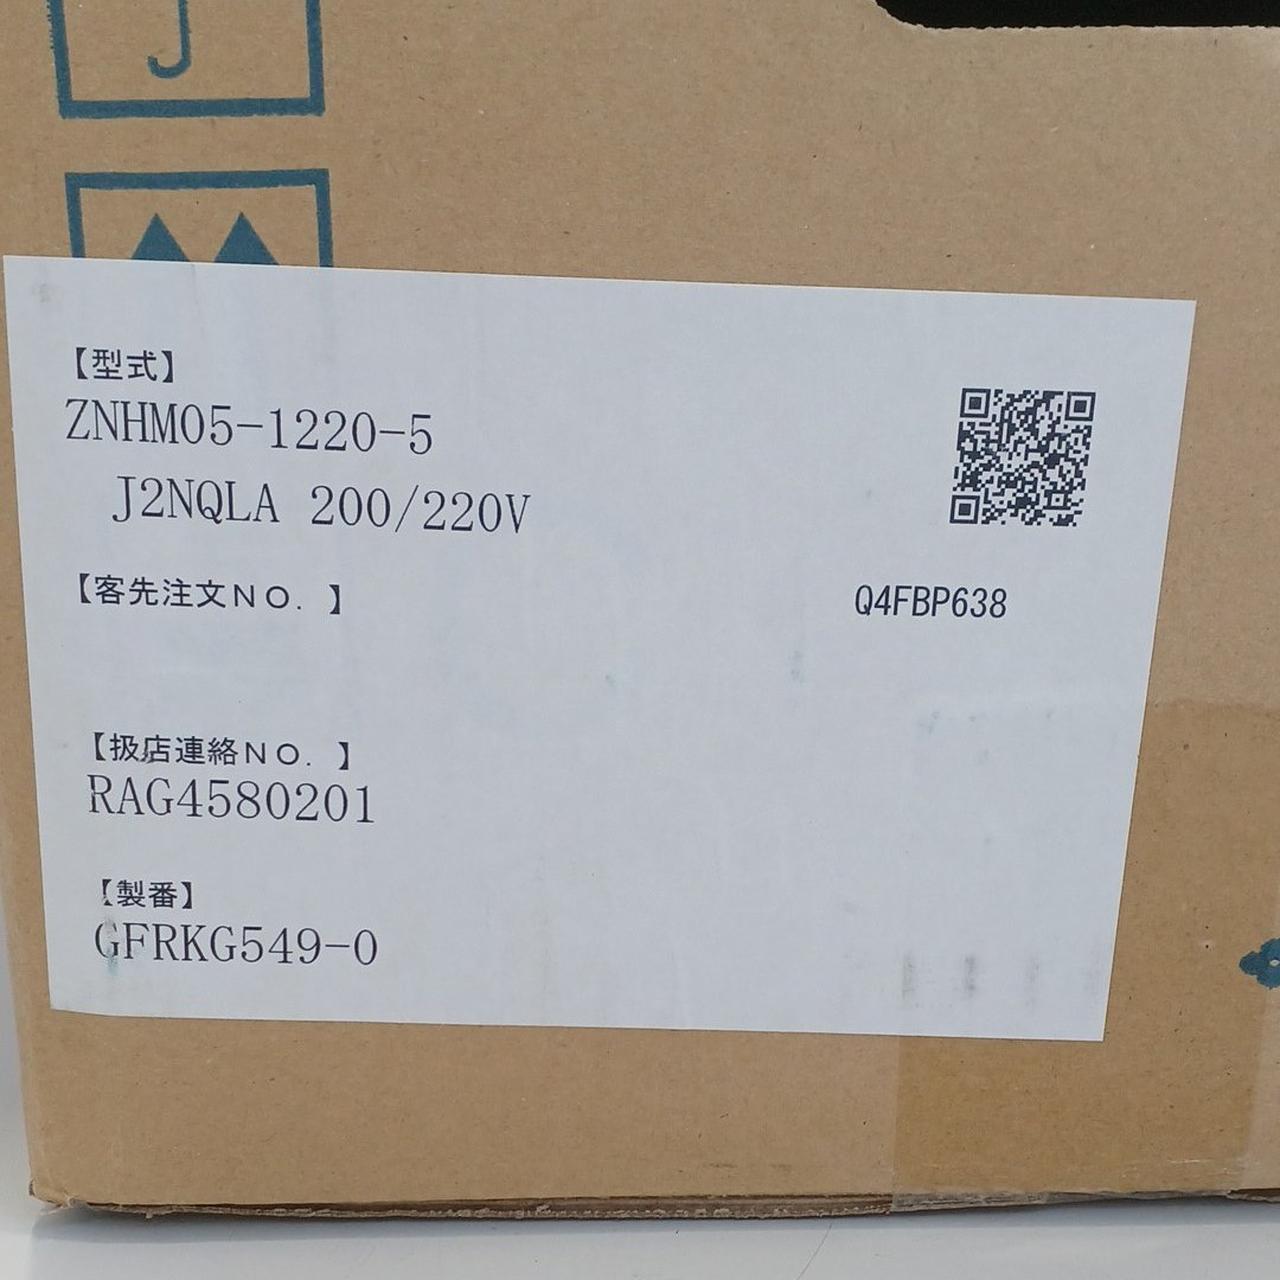 【型式】
ZNHM05-1220-5
J2NQLA 200/220V
【客先注文NO. 】
Q4FBP638
【扱店連絡NO. 】
RAG4580201
【製番】
GFRKG549-0